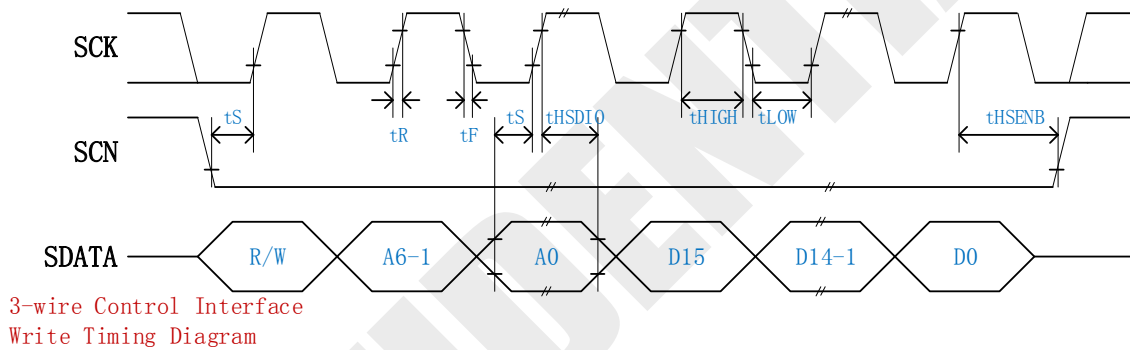 SCK
tS
tR
tF
tS
tHSDIO
tHIGH
tLOW
tHSENB
SCN
SDATA
R/W
A6-1
A0
D15
D14-1
D0
3-wire Control Interface
Write Timing Diagram